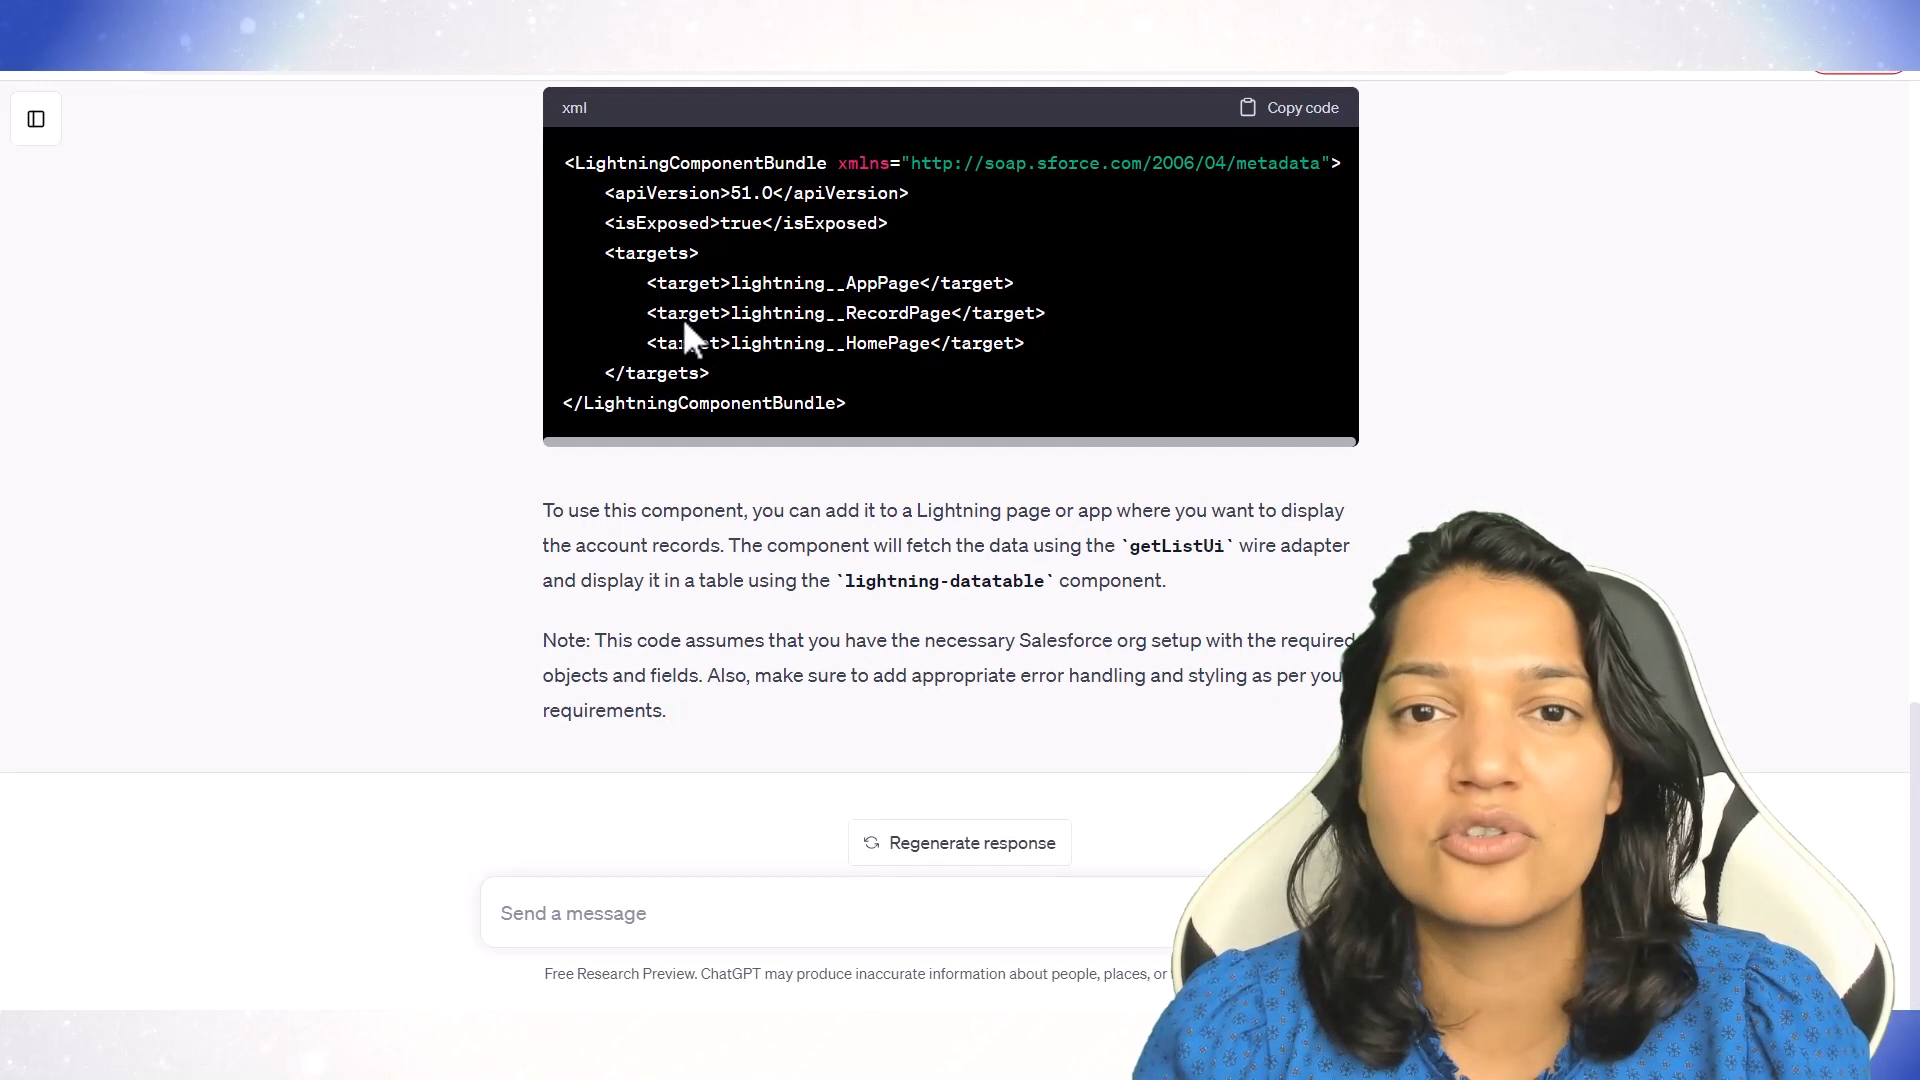 xml
Copy code
<LightningComponentBundle xmlns="http://soap.sforce.com/2006/04/metadata">
<apiVersion>51.0</apiVersion>
<isExposed>true</isExposed>
<targets>
<target>lightning__AppPage</target>
<target>lightning__RecordPage</target>
<target>lightning__HomePage</target>
</targets>
</LightningComponentBundle>
To use this component, you can add it to a Lightning page or app where you want to display
the account records. The component will fetch the data using the `getListUi` wire adapter
and display it in a table using the `lightning-datatable` component.
Note: This code assumes that you have the necessary Salesforce org setup with the required
objects and fields. Also, make sure to add appropriate error handling and styling as per you
requirements.
Regenerate response
Send a message
Free Research Preview. ChatGPT may produce inaccurate information about people, places, or